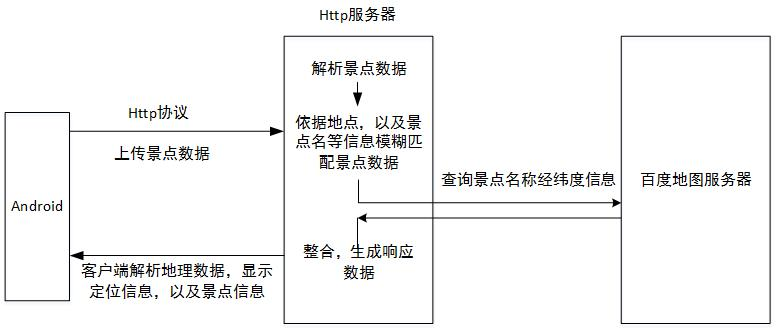 Http服务器
解析景点数据
Http协议
依据地点，以及景
点名等信息模糊匹
配景点数据
上传景点数据
查询景点名称经纬度信息
百度地图服务器
Android
整合，生成响应
数据
客户端解析地理数据，显示
定位信息，以及景点信息